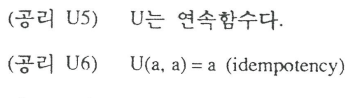 (공리 U5) U는 연속함수다.
(공리 U6) U(a, a) = a (idempotency)